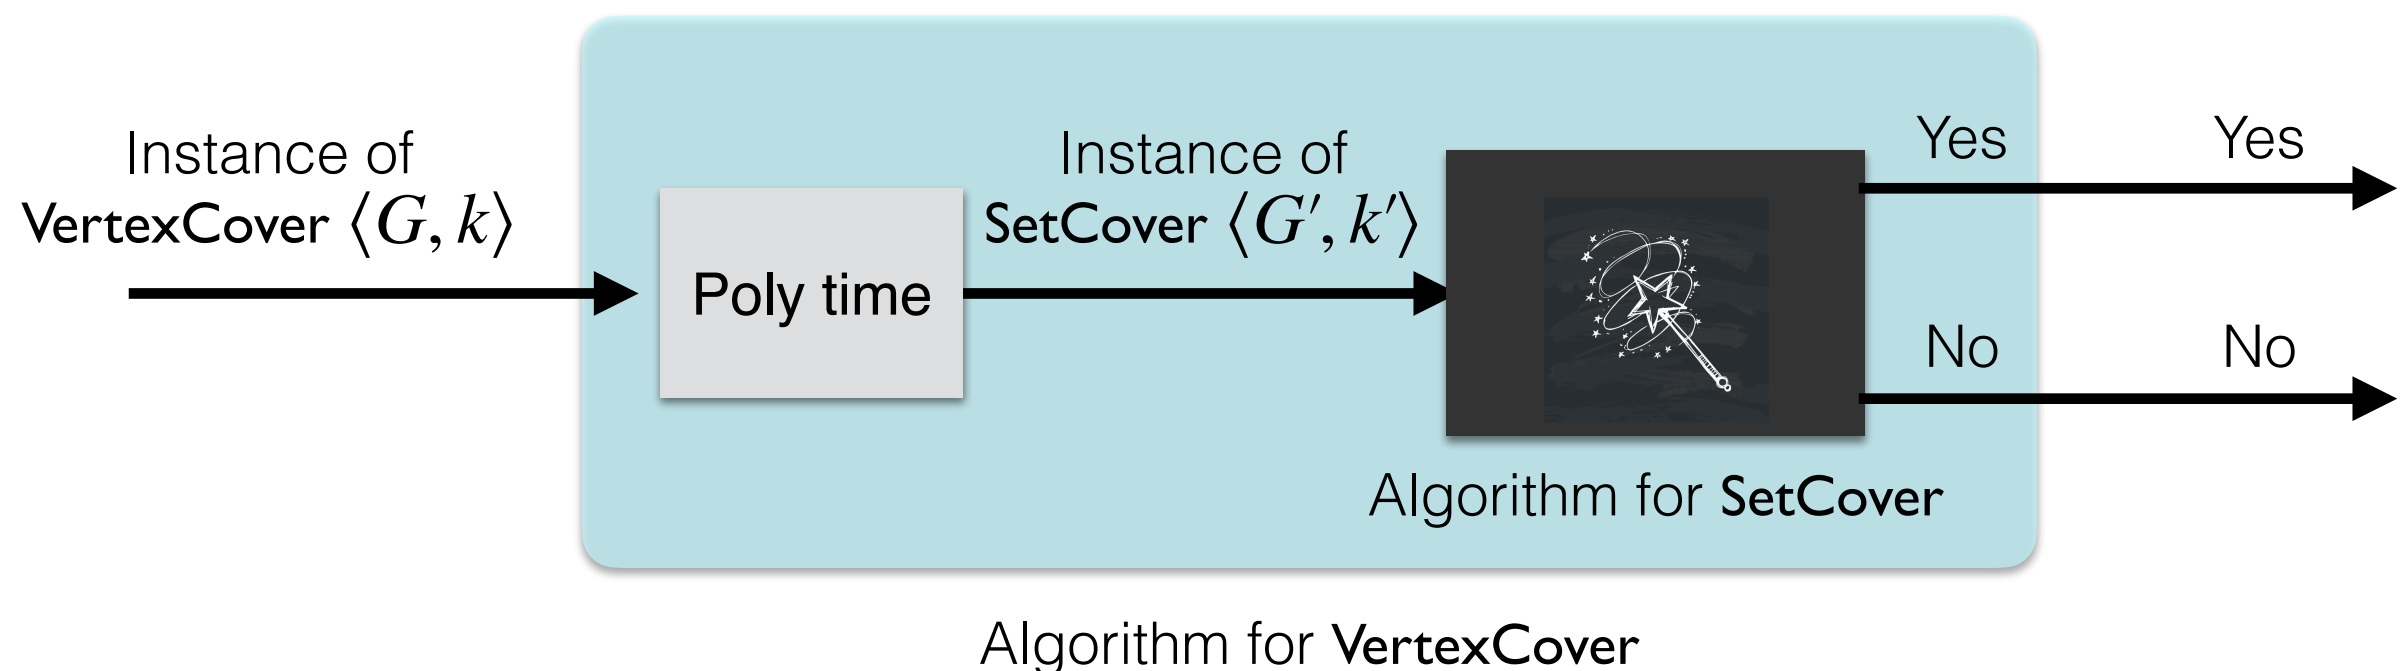 Instance of
VertexCover ⟨G, k⟩
Poly time
Instance of
SetCover ⟨G′, k′⟩
Yes
Yes
No
No
Algorithm for SetCover
Algorithm for VertexCover